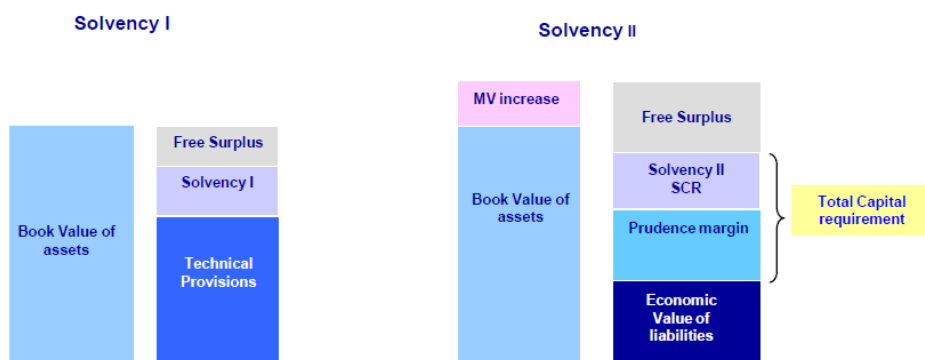 Solvency I
Solvency II
MV increase
Free Surplus
Free Surplus
Solvency I
Solvency II
SCR
Book Value of
assets
Total Capital
requirement
Book Value of
assets
Prudence margin
Technical
Provisions
Economic
Value of
liabilities